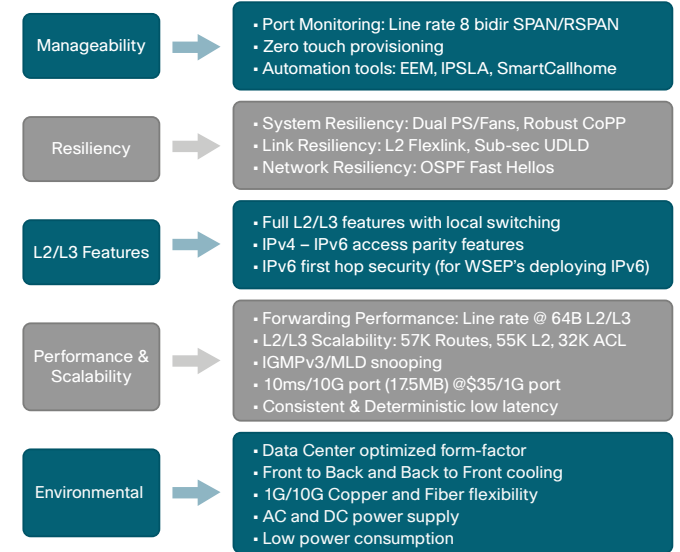 Manageability
▪ Port Monitoring: Line rate 8 bidir SPAN/RSPAN
▪ Zero touch provisioning
▪ Automation tools: EEM, IPSLA, SmartCallhome
Resiliency
▪ System Resiliency: Dual PS/Fans, Robust CoPP
▪ Link Resiliency: L2 Flexlink, Sub-sec UDLD
▪ Network Resiliency: OSPF Fast Hellos
L2/L3 Features
▪ Full L2/L3 features with local switching
▪ IPv4 – IPv6 access parity features
▪ IPv6 first hop security (for WSEP's deploying IPv6)
Performance &
Scalability
▪ Forwarding Performance: Line rate @ 64B L2/L3
▪ L2/L3 Scalability: 57K Routes, 55K L2, 32K ACL
▪ IGMPv3/MLD snooping
▪ 10ms/10G port (17.5MB) @$35/1G port
▪ Consistent & Deterministic low latency
Environmental
▪ Data Center optimized form-factor
▪ Front to Back and Back to Front cooling
▪ 1G/10G Copper and Fiber flexibility
▪ AC and DC power supply
▪ Low power consumption